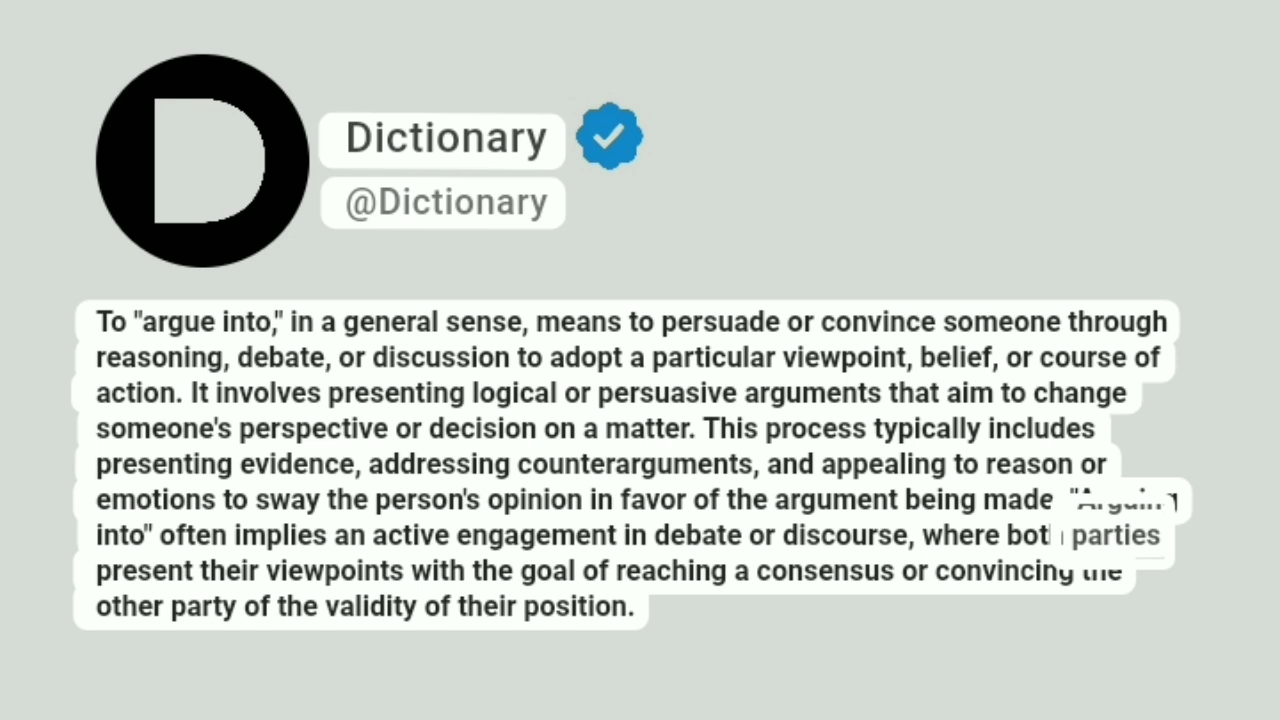 D
Dictionary
@Dictionary
To "argue into," in a general sense, means to persuade or convince someone through
reasoning, debate, or discussion to adopt a particular viewpoint, belief, or course of
action. It involves presenting logical or persuasive arguments that aim to change
someone's perspective or decision on a matter. This process typically includes
presenting evidence, addressing counterarguments, and appealing to reason or
emotions to sway the person's opinion in favor of the argument being made "Arguing
into" often implies an active engagement in debate or discourse, where both parties
present their viewpoints with the goal of reaching a consensus or convincing the
other party of the validity of their position.